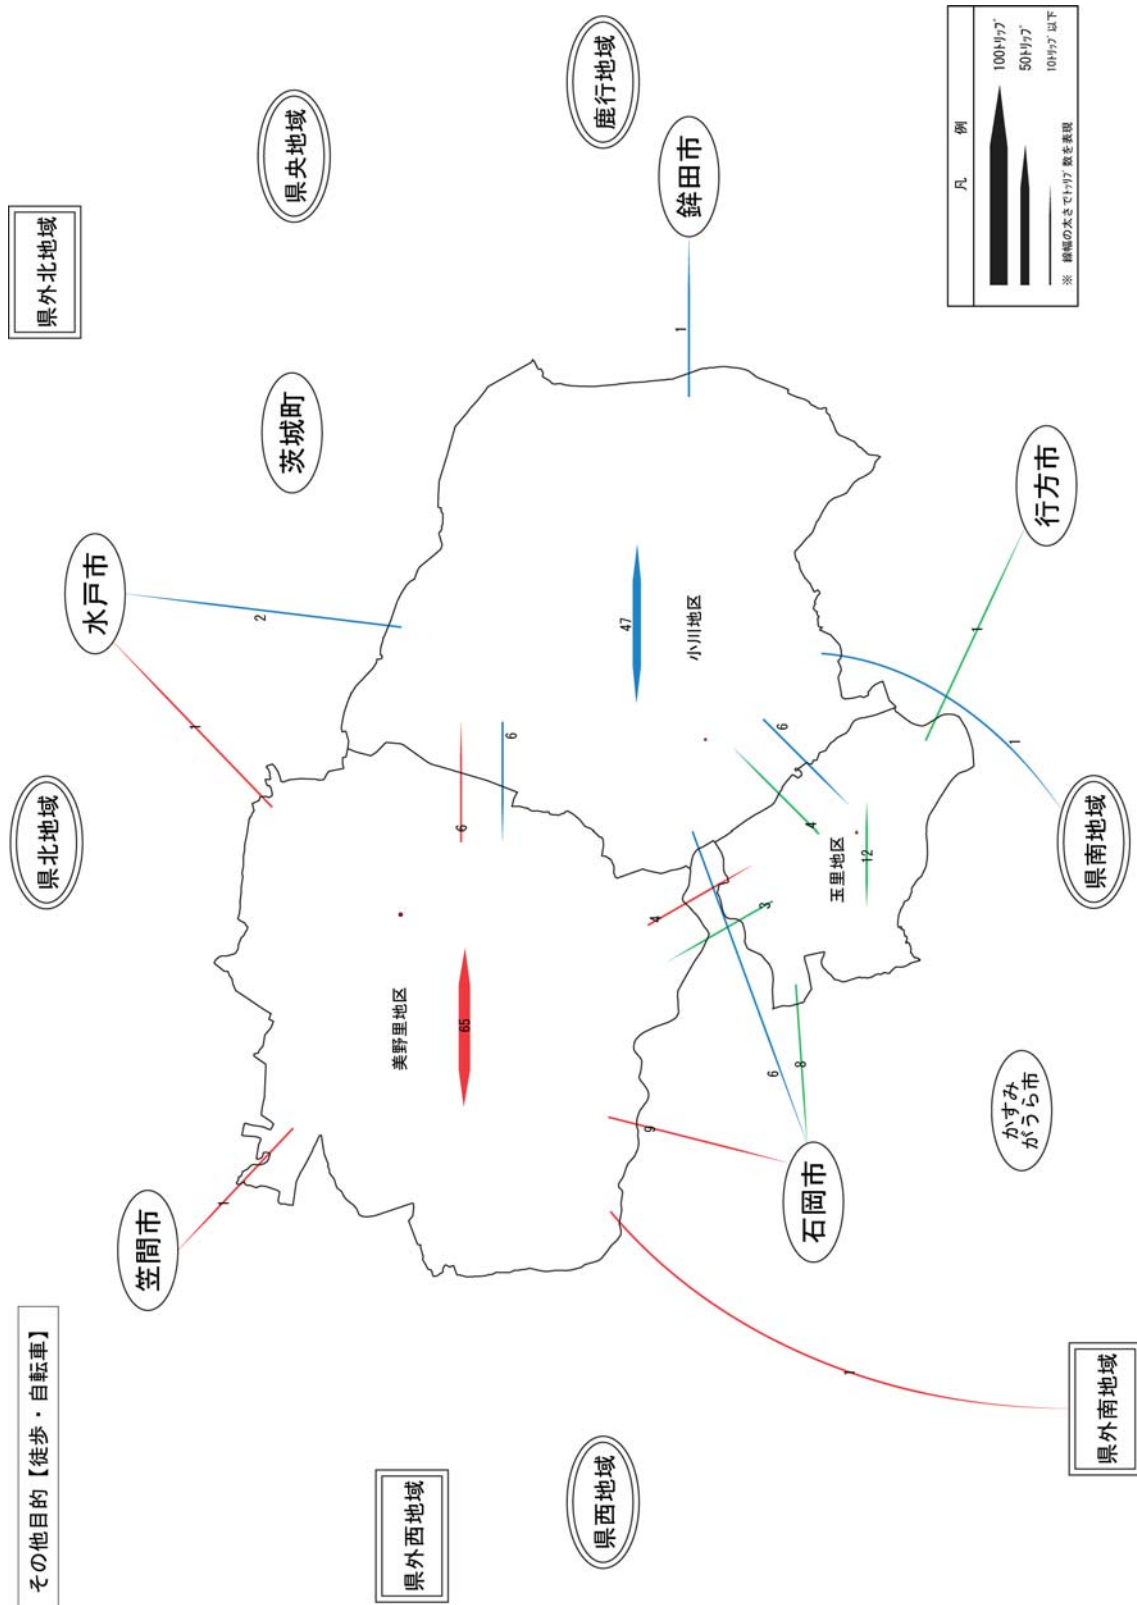 その他目的【徒歩・自転車】
県外北地域
県北地域
県央地域
水戸市
笠間市
茨城町
県外西地域
県西地域
鹿行地域
鉾田市
美野里地区
小川地区
玉里地区
石岡市
かすみ
がうら市
行方市
県南地域
県外南地域
1
1
2
65
6
6
47
1
4
3
6
4
12
9
6
8
1
1
1
凡 例
100トリップ
50トリップ
10トリップ以下
※ 線幅の太さでトリップ数を表現